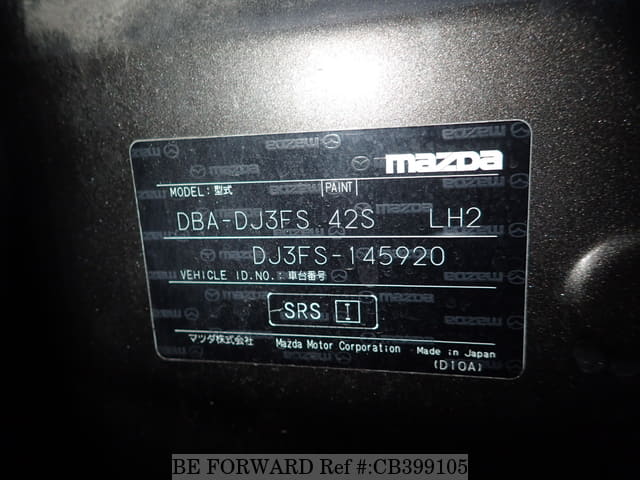 mazda
MODEL: 型式 PAINT
DBA-DJ3FS 42S LH2
DJ3FS-145920
VEHICLE ID.NO.: 車台番号
SRS I
マツダ株式会社 Mazda Motor Corporation Made in Japan
(D10A)
BE FORWARD Ref #:CB399105